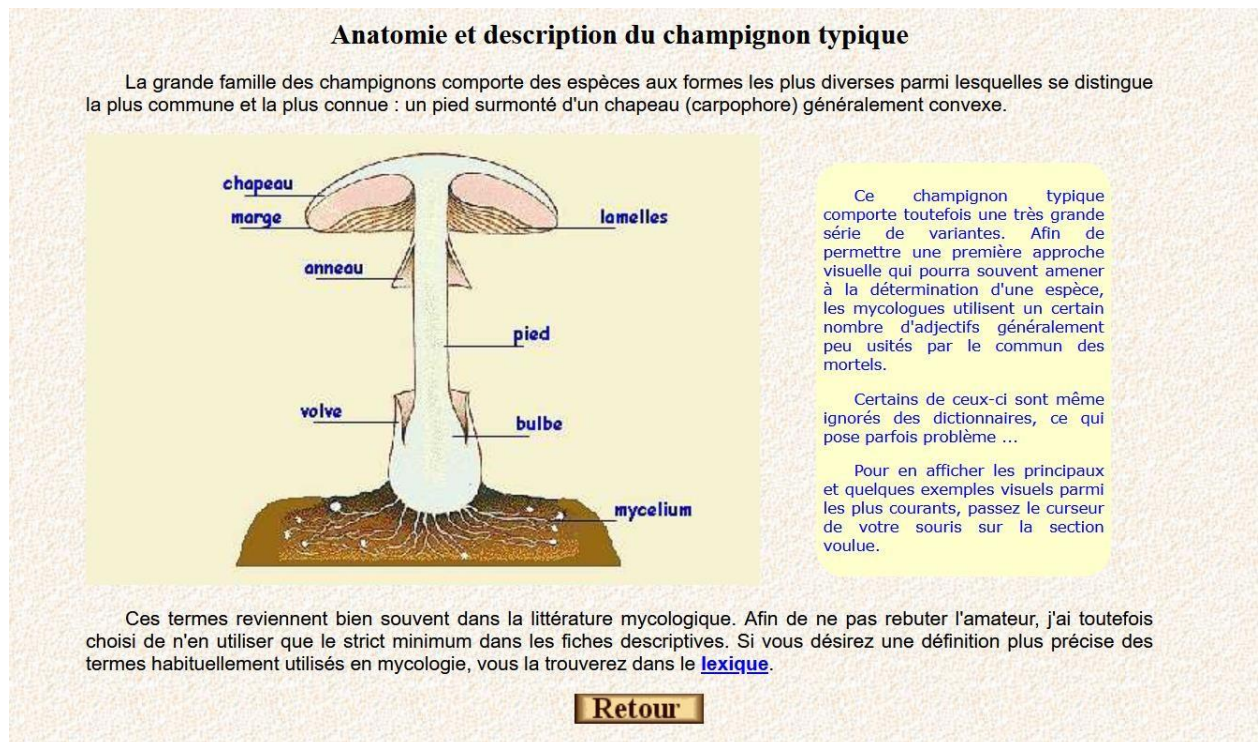 Anatomie et description du champignon typique
La grande famille des champignons comporte des espèces aux formes les plus diverses parmi lesquelles se distingue
la plus commune et la plus connue : un pied surmonté d'un chapeau (carpophore) généralement convexe.
chapeau
marge
lamelles
anneau
pied
volve
bulbe
mycelium
Ce champignon typique
comporte toutefois une très grande
série de variantes. Afin de
permettre une première approche
visuelle qui pourra souvent amener
à la détermination d'une espèce,
les mycologues utilisent un certain
nombre d'adjectifs généralement
peu usités par le commun des
mortels.
Certains de ceux-ci sont même
ignorés des dictionnaires, ce qui
pose parfois problème ...
Pour en afficher les principaux
et quelques exemples visuels parmi
les plus courants, passez le curseur
de votre souris sur la section
voulue.
Ces termes reviennent bien souvent dans la littérature mycologique. Afin de ne pas rebuter l'amateur, j'ai toutefois
choisi de n'en utiliser que le strict minimum dans les fiches descriptives. Si vous désirez une définition plus précise des
termes habituellement utilisés en mycologie, vous la trouverez dans le lexique.
Retour